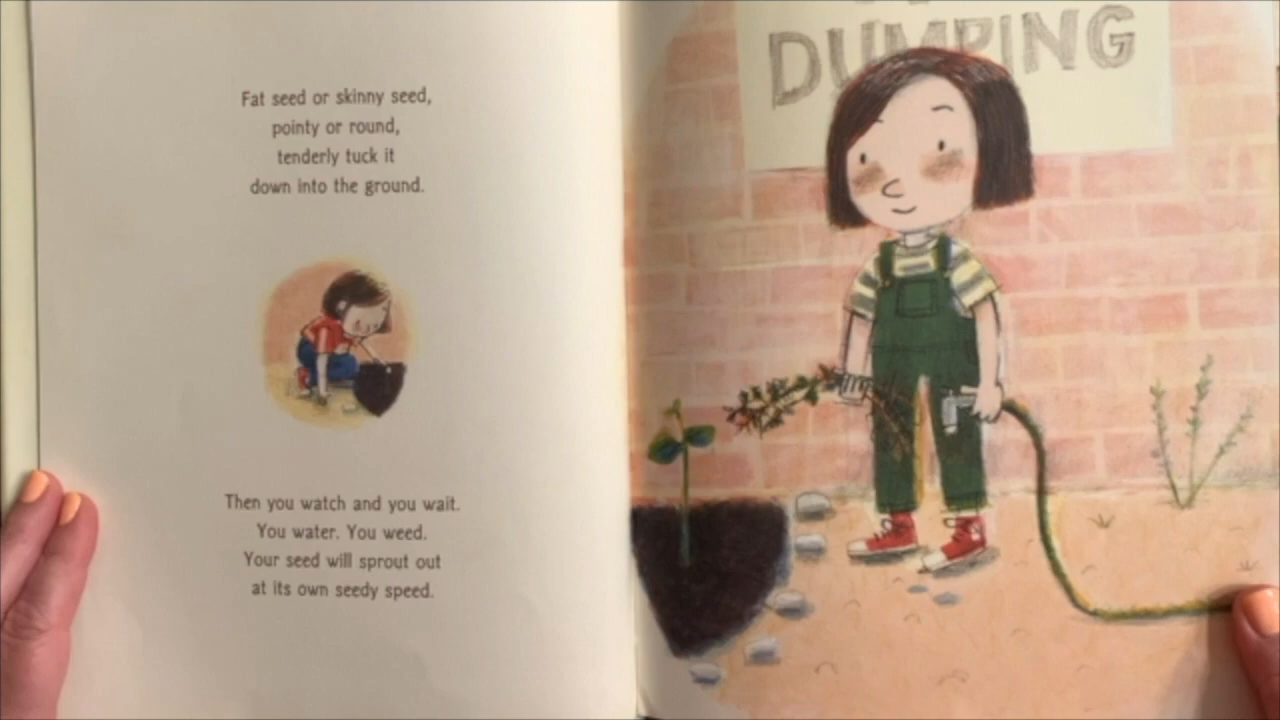 Fat seed or skinny seed,
pointy or round,
tenderly tuck it
down into the ground.
Then you watch and you wait.
You water. You weed.
Your seed will sprout out
at its own seedy speed.
DUMPING